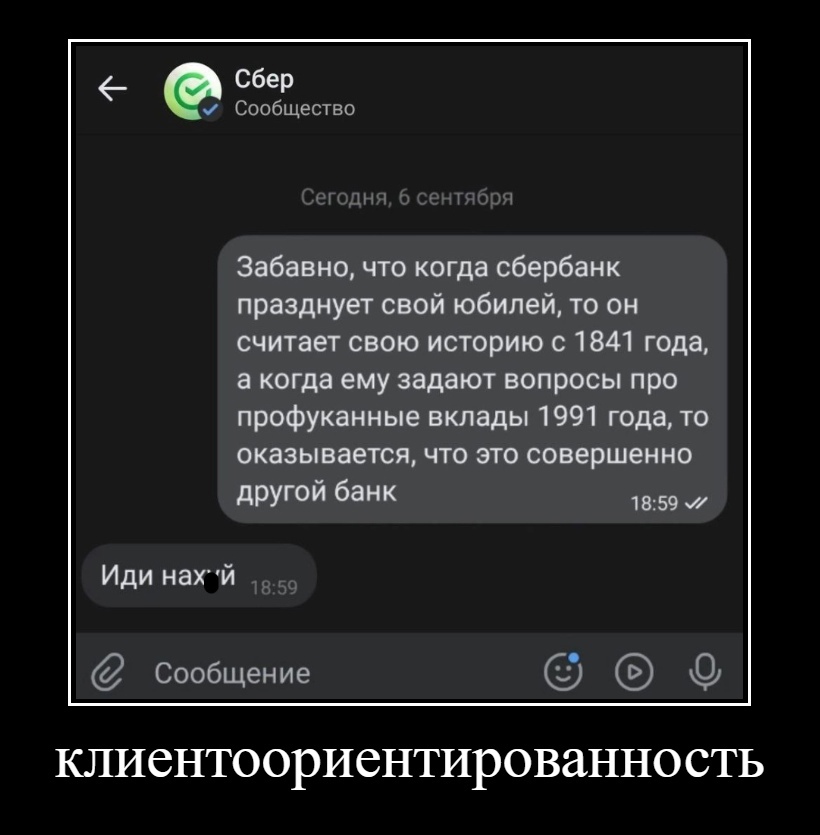 Сбер
Сообщество
Сегодня, 6 сентября
Забавно, что когда сбербанк
празднует свой юбилей, то он
считает свою историю с 1841 года,
а когда ему задают вопросы про
профуканные вклады 1991 года, то
оказывается, что это совершенно
другой банк
18:59
Иди нахуй 18:59
Сообщение
клиентоориентированность